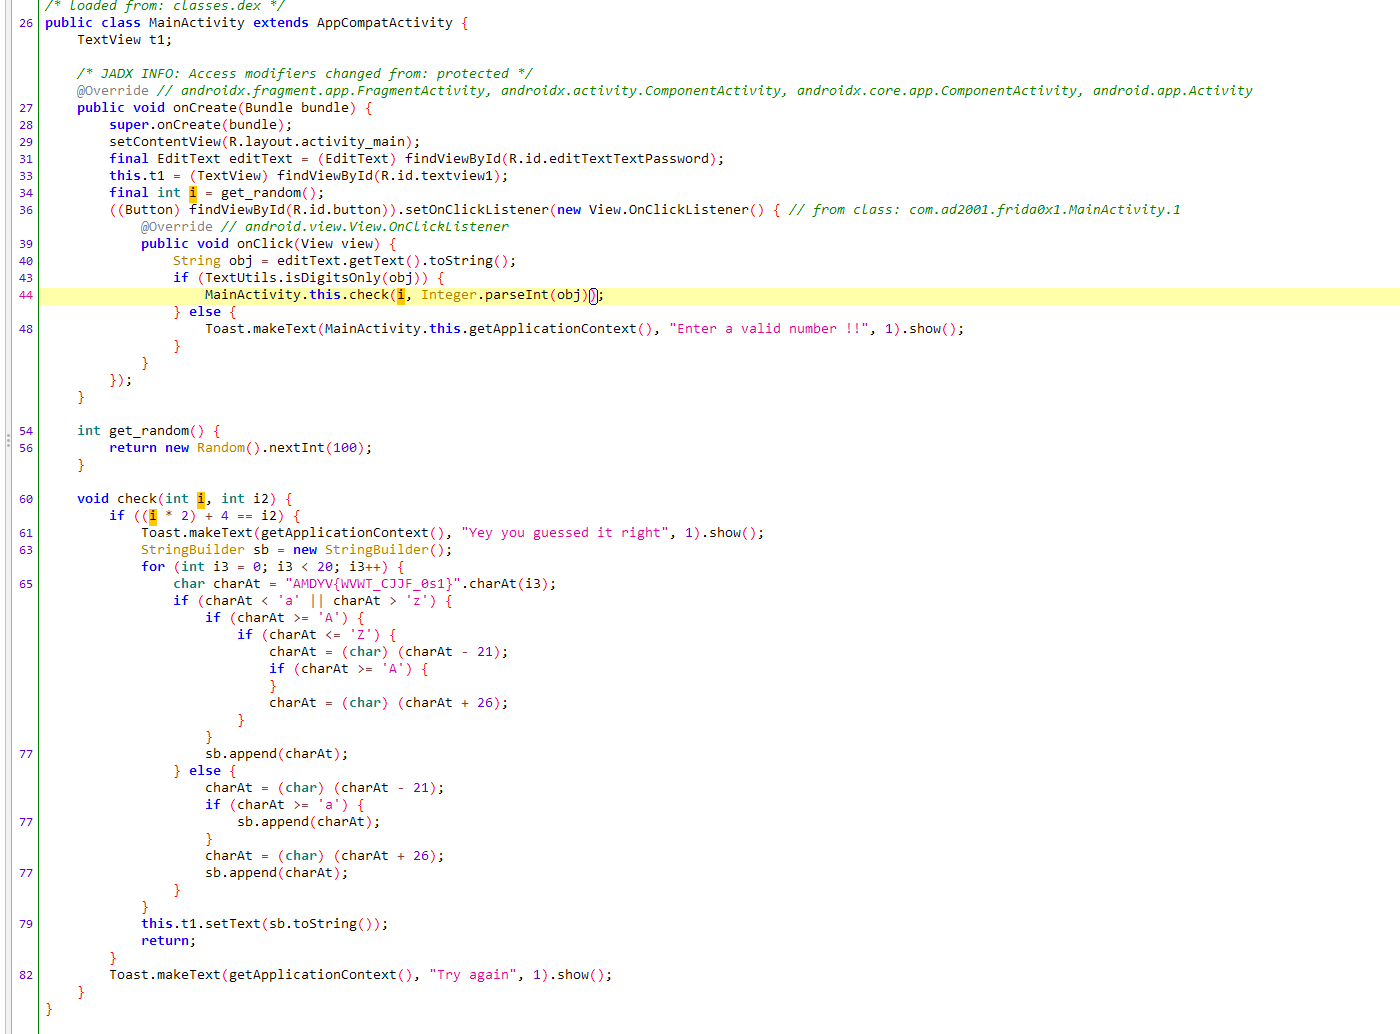 /* loaded from: classes.dex */
26 public class MainActivity extends AppCompatActivity {
TextView t1;
/* JADX INFO: Access modifiers changed from: protected */
@Override // androidx.fragment.app.FragmentActivity, androidx.activity.ComponentActivity, androidx.core.app.ComponentActivity, android.app.Activity
27 public void onCreate(Bundle bundle) {
28 super.onCreate(bundle);
29 setContentView(R.layout.activity_main);
31 final EditText editText = (EditText) findViewById(R.id.editTextTextPassword);
33 this.t1 = (TextView) findViewById(R.id.textview1);
34 final int i = get_random();
36 ((Button) findViewById(R.id.button)).setOnClickListener(new View.OnClickListener() { // from class: com.ad2001.frida0x1.MainActivity.1
@Override // android.view.View.OnClickListener
39 public void onClick(View view) {
40 String obj = editText.getText().toString();
43 if (TextUtils.isDigitsOnly(obj)) {
44 MainActivity.this.check(i, Integer.parseInt(obj));
} else {
48 Toast.makeText(MainActivity.this.getApplicationContext(), "Enter a valid number !!", 1).show();
}
}
});
}
54 int get_random() {
56 return new Random().nextInt(100);
}
60 void check(int i, int i2) {
if ((i * 2) + 4 == i2) {
61 Toast.makeText(getApplicationContext(), "Yey you guessed it right", 1).show();
63 StringBuilder sb = new StringBuilder();
for (int i3 = 0; i3 < 20; i3++) {
65 char charAt = "AMDYV{WVWT_CJJF_0s1}".charAt(i3);
if (charAt < 'a' || charAt > 'z') {
if (charAt >= 'A') {
if (charAt <= 'Z') {
charAt = (char) (charAt - 21);
if (charAt >= 'A') {
}
charAt = (char) (charAt + 26);
}
}
77 sb.append(charAt);
} else {
charAt = (char) (charAt - 21);
if (charAt >= 'a') {
77 sb.append(charAt);
}
charAt = (char) (charAt + 26);
77 sb.append(charAt);
}
}
79 this.t1.setText(sb.toString());
return;
}
82 Toast.makeText(getApplicationContext(), "Try again", 1).show();
}
}